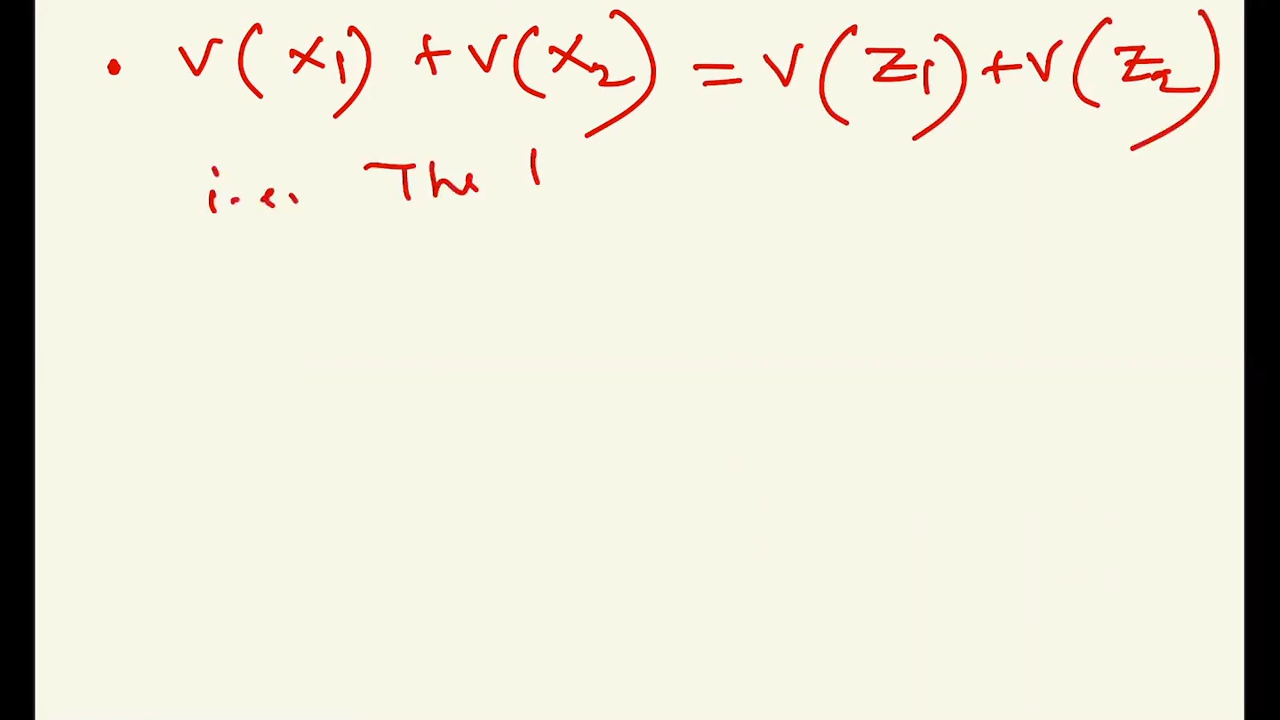 • V(X1) + V(X2) = V(Z1) + V(Z2)
i.e. The